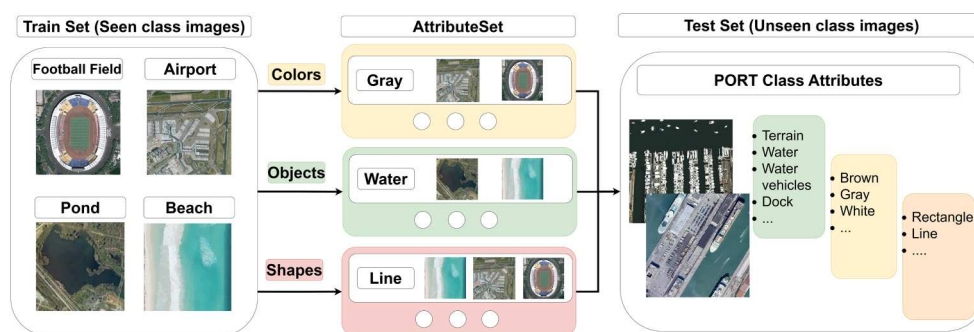 Train Set (Seen class images)
AttributeSet
Test Set (Unseen class images)
Football Field
Airport
Pond
Beach
Colors
Objects
Shapes
Gray
Water
Line
PORT Class Attributes
• Terrain
• Water
• Water
vehicles
• Dock
• ...
• Brown
• Gray
• White
• ...
• Rectangle
• Line
• ....